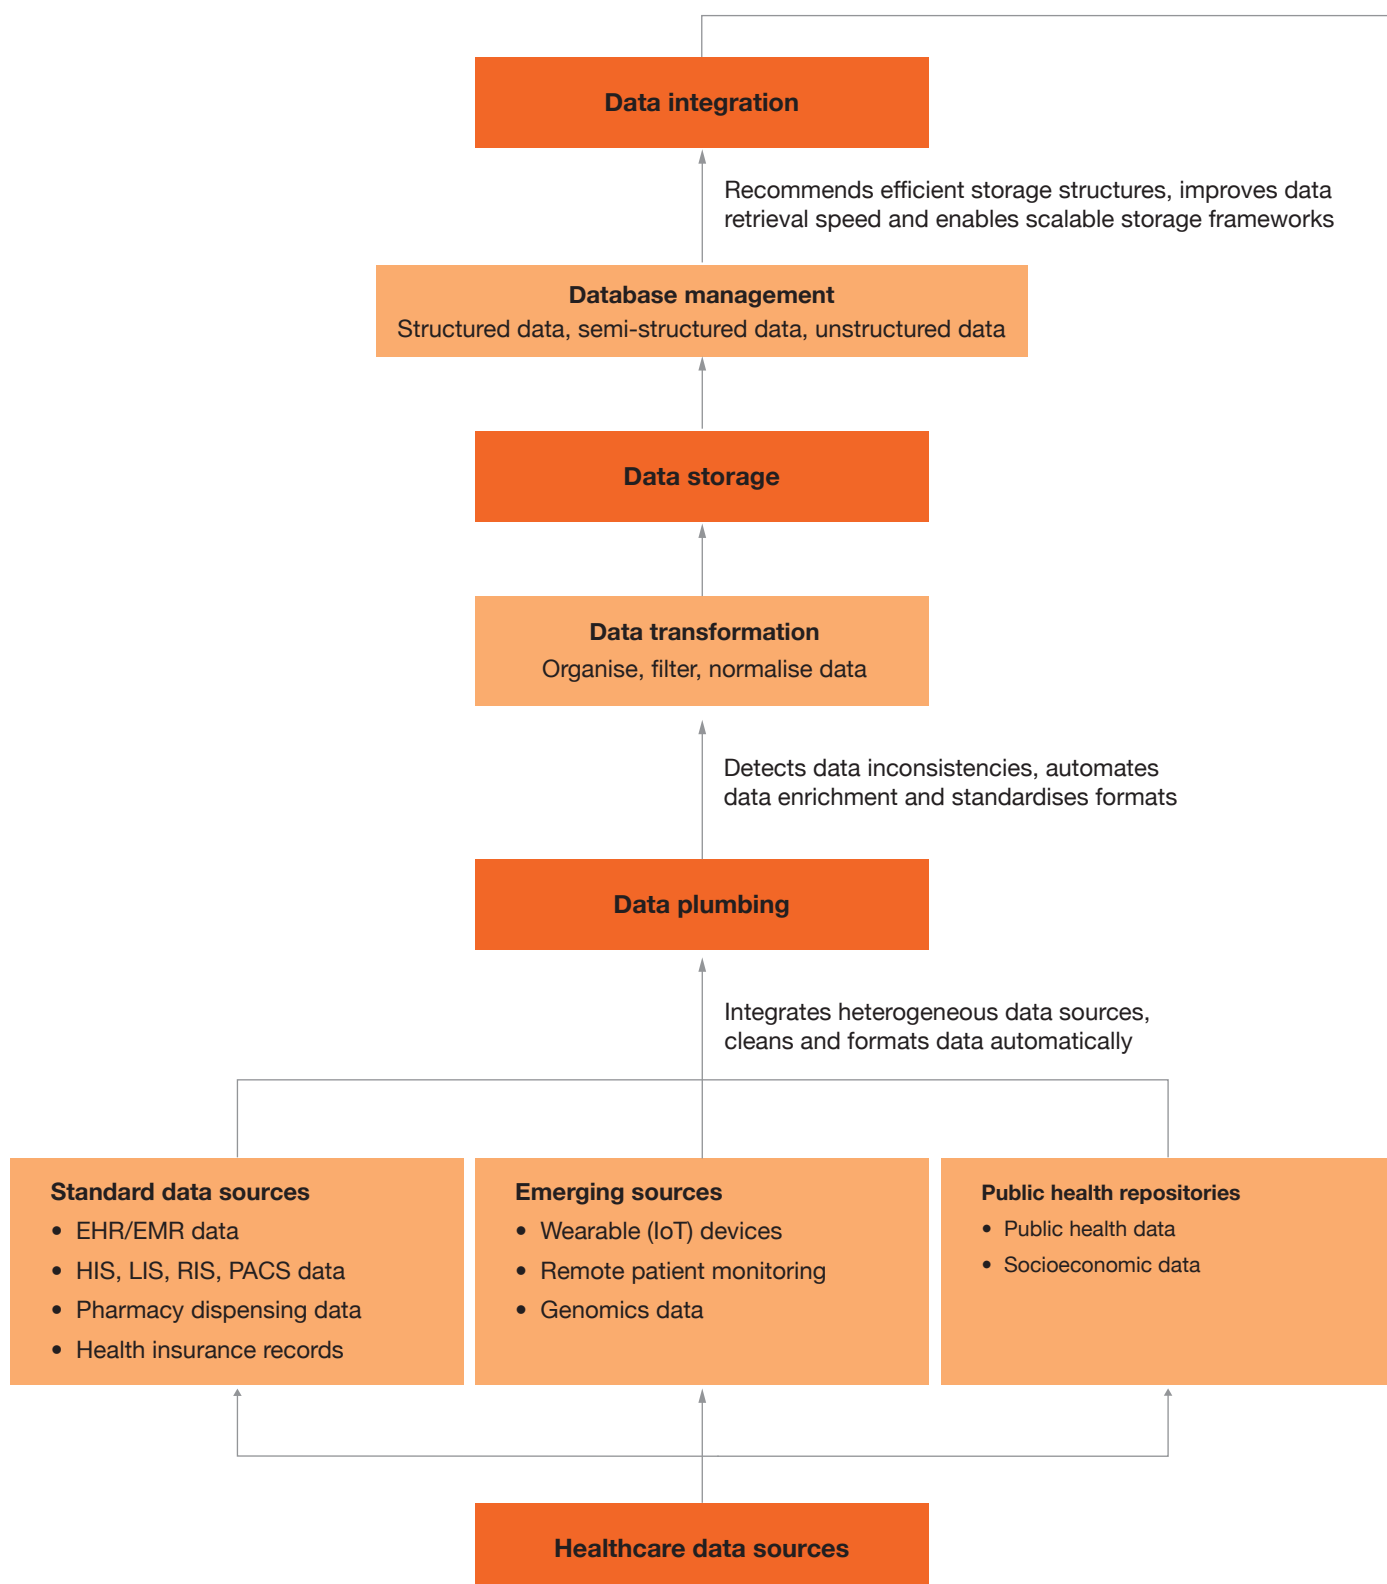 Data integration
Recommends efficient storage structures, improves data
retrieval speed and enables scalable storage frameworks
Database management
Structured data, semi-structured data, unstructured data
Data storage
Data transformation
Organise, filter, normalise data
Detects data inconsistencies, automates
data enrichment and standardises formats
Data plumbing
Integrates heterogeneous data sources,
cleans and formats data automatically
Standard data sources
• EHR/EMR data
• HIS, LIS, RIS, PACS data
• Pharmacy dispensing data
• Health insurance records
Emerging sources
• Wearable (IoT) devices
• Remote patient monitoring
• Genomics data
Public health repositories
• Public health data
• Socioeconomic data
Healthcare data sources